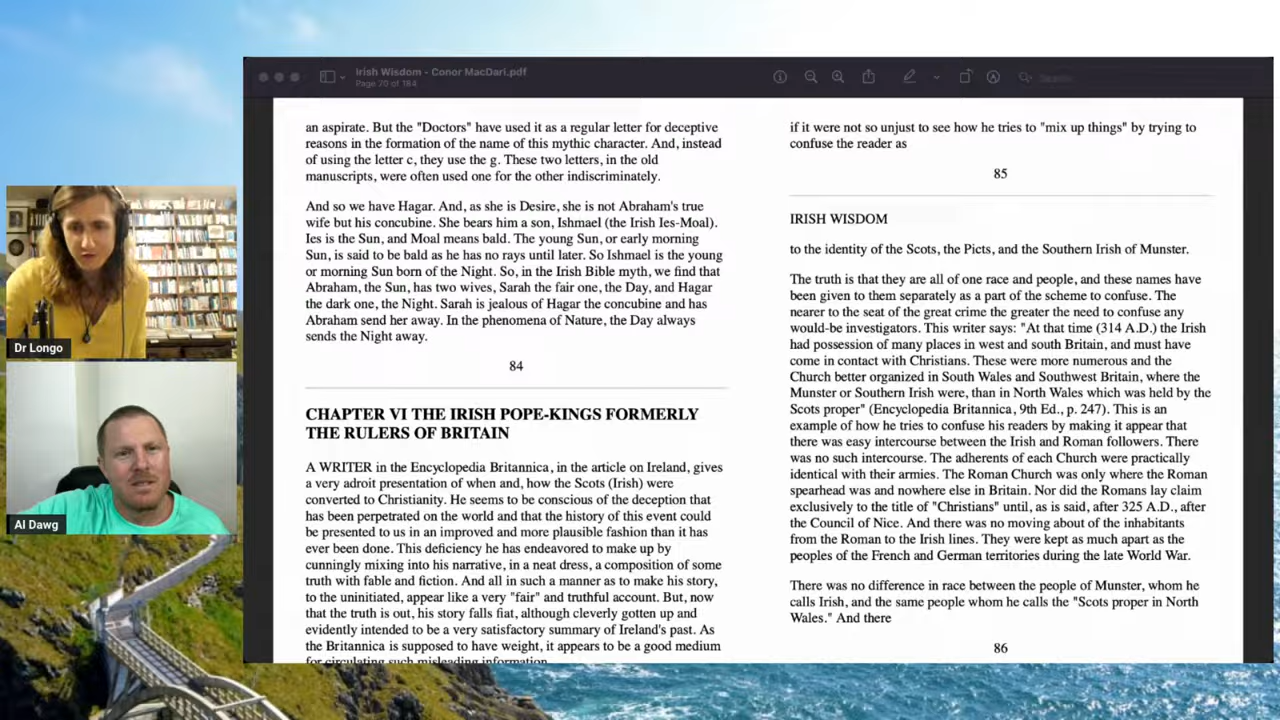 Irish Wisdom - Conor MacDari.pdf
Page 70 of 184
Search
an aspirate. But the "Doctors" have used it as a regular letter for deceptive
reasons in the formation of the name of this mythic character. And, instead
of using the letter c, they use the g. These two letters, in the old
manuscripts, were often used one for the other indiscriminately.
And so we have Hagar. And, as she is Desire, she is not Abraham's true
wife but his concubine. She bears him a son, Ishmael (the Irish Ies-Moal).
Ies is the Sun, and Moal means bald. The young Sun, or early morning
Sun, is said to be bald as he has no rays until later. So Ishmael is the young
or morning Sun born of the Night. So, in the Irish Bible myth, we find that
Abraham, the Sun, has two wives, Sarah the fair one, the Day, and Hagar
the dark one, the Night. Sarah is jealous of Hagar the concubine and has
Abraham send her away. In the phenomena of Nature, the Day always
sends the Night away.
84
CHAPTER VI THE IRISH POPE-KINGS FORMERLY
THE RULERS OF BRITAIN
A WRITER in the Encyclopedia Britannica, in the article on Ireland, gives
a very adroit presentation of when and, how the Scots (Irish) were
converted to Christianity. He seems to be conscious of the deception that
has been perpetrated on the world and that the history of this event could
be presented to us in an improved and more plausible fashion than it has
ever been done. This deficiency he has endeavored to make up by
cunningly mixing into his narrative, in a neat dress, a composition of some
truth with fable and fiction. And all in such a manner as to make his story,
to the uninitiated, appear like a very "fair" and truthful account. But, now
that the truth is out, his story falls fiat, although cleverly gotten up and
evidently intended to be a very satisfactory summary of Ireland's past. As
the Britannica is supposed to have weight, it appears to be a good medium
for circulating such misleading information
if it were not so unjust to see how he tries to "mix up things" by trying to
confuse the reader as
85
IRISH WISDOM
to the identity of the Scots, the Picts, and the Southern Irish of Munster.
The truth is that they are all of one race and people, and these names have
been given to them separately as a part of the scheme to confuse. The
nearer to the seat of the great crime the greater the need to confuse any
would-be investigators. This writer says: "At that time (314 A.D.) the Irish
had possession of many places in west and south Britain, and must have
come in contact with Christians. These were more numerous and the
Church better organized in South Wales and Southwest Britain, where the
Munster or Southern Irish were, than in North Wales which was held by the
Scots proper" (Encyclopedia Britannica, 9th Ed., p. 247). This is an
example of how he tries to confuse his readers by making it appear that
there was easy intercourse between the Irish and Roman followers. There
was no such intercourse. The adherents of each Church were practically
identical with their armies. The Roman Church was only where the Roman
spearhead was and nowhere else in Britain. Nor did the Romans lay claim
exclusively to the title of "Christians" until, as is said, after 325 A.D., after
the Council of Nice. And there was no moving about of the inhabitants
from the Roman to the Irish lines. They were kept as much apart as the
peoples of the French and German territories during the late World War.
There was no difference in race between the people of Munster, whom he
calls Irish, and the same people whom he calls the "Scots proper in North
Wales." And there
86
Dr Longo
Al Dawg